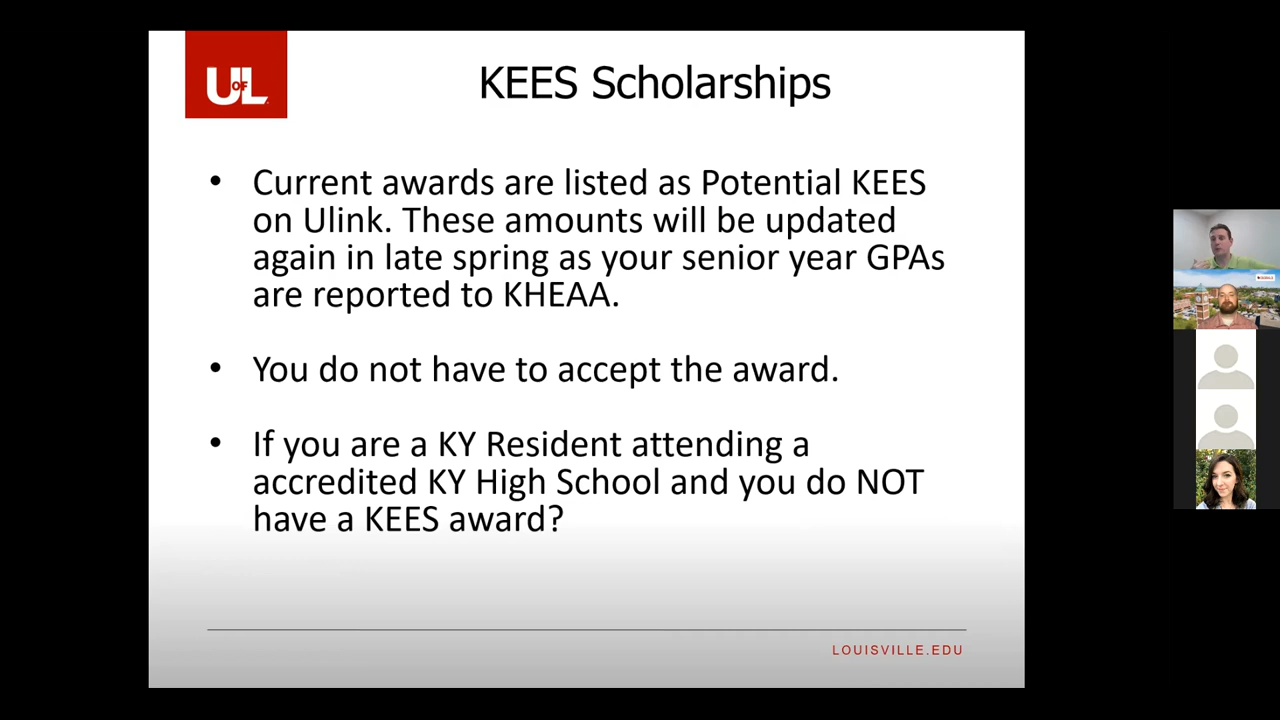 UofL
KEES Scholarships
• Current awards are listed as Potential KEES
on Ulink. These amounts will be updated
again in late spring as your senior year GPAs
are reported to KHEAA.
• You do not have to accept the award.
• If you are a KY Resident attending a
accredited KY High School and you do NOT
have a KEES award?
LOUISVILLE.EDU